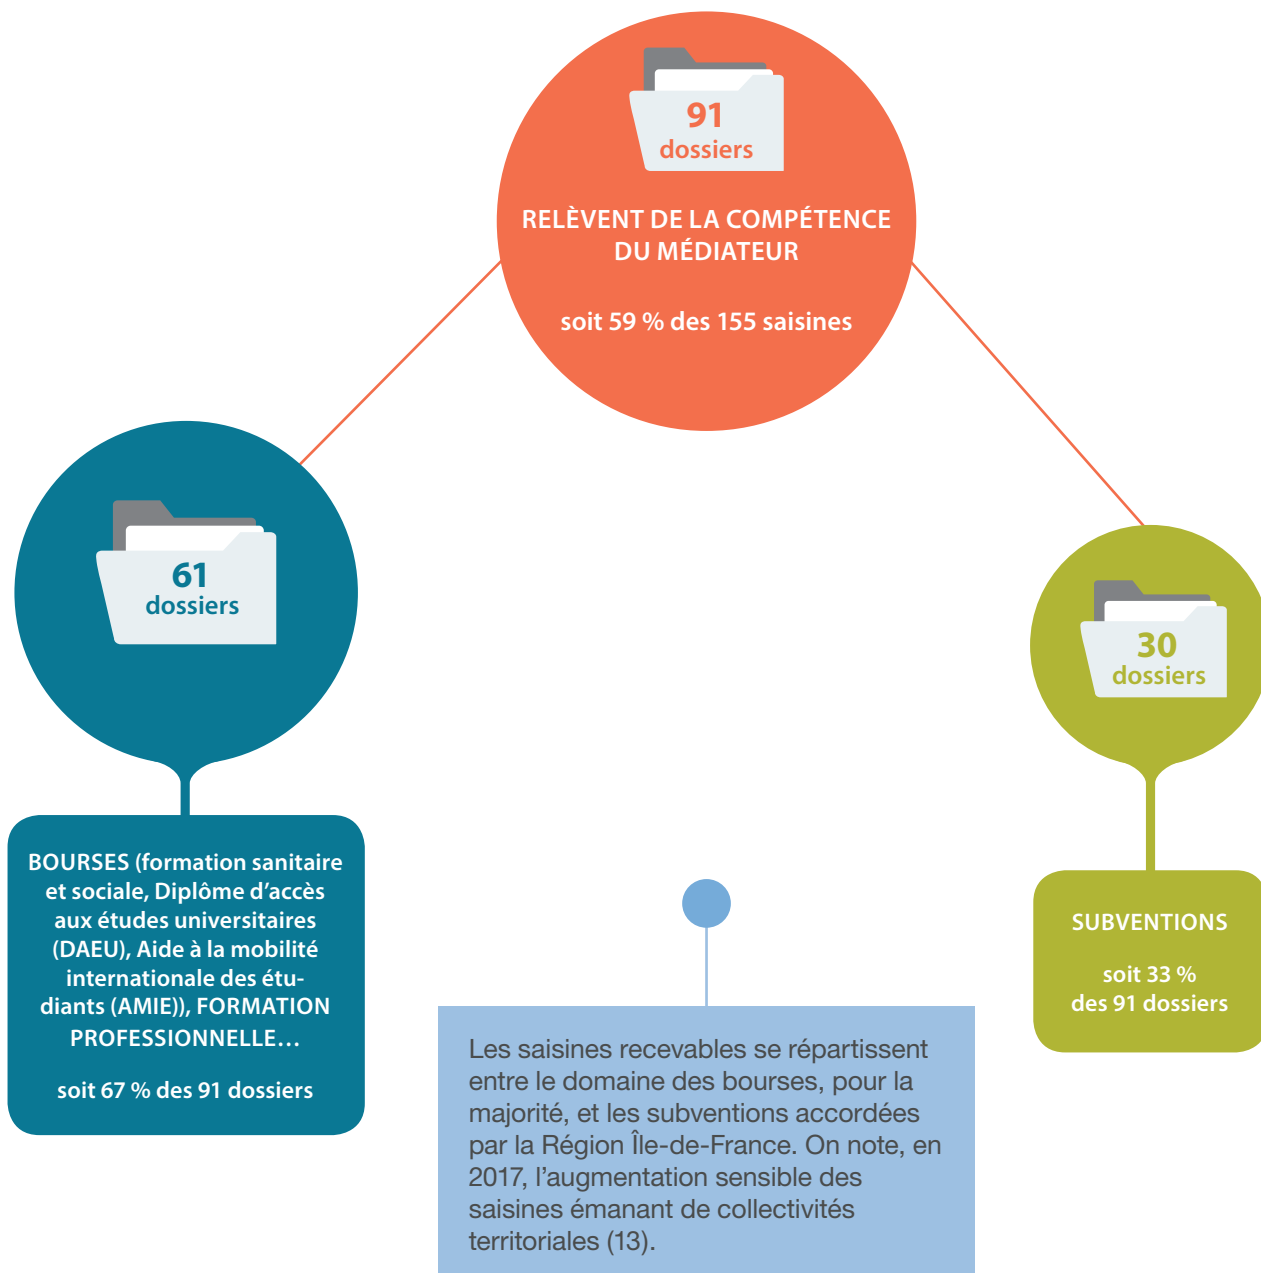 91
dossiers
RELÈVENT DE LA COMPÉTENCE
DU MÉDIATEUR
soit 59 % des 155 saisines
61
dossiers
BOURSES (formation sanitaire
et sociale, Diplôme d’accès
aux études universitaires
(DAEU), Aide à la mobilité
internationale des étu-
diants (AMIE)), FORMATION
PROFESSIONNELLE…
soit 67 % des 91 dossiers
30
dossiers
SUBVENTIONS
soit 33 %
des 91 dossiers
Les saisines recevables se répartissent
entre le domaine des bourses, pour la
majorité, et les subventions accordées
par la Région Île-de-France. On note, en
2017, l’augmentation sensible des
saisines émanant de collectivités
territoriales (13).